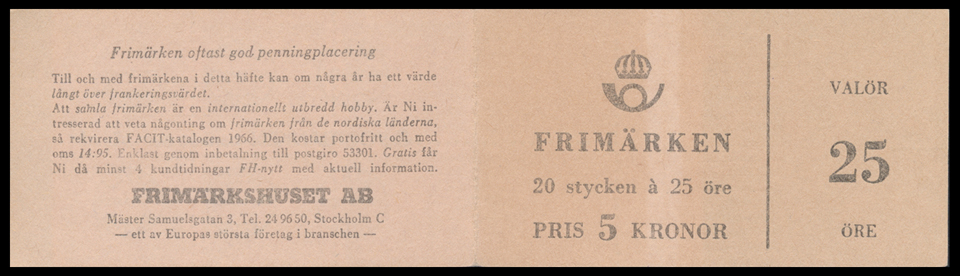 Frimärken oftast god penningplacering
Till och med frimärkena i detta häfte kan om några år ha ett värde
långt över frankeringsvärdet.
Att samla frimärken är en internationellt utbredd hobby. Är Ni in-
tresserad att veta någonting om frimärken från de nordiska länderna,
så rekvirera FACIT-katalogen 1966. Den kostar portofritt och med
oms 14:95. Enklast genom inbetalning till postgiro 53301. Gratis får
Ni då minst 4 kundtidningar FH-nytt med aktuell information.
FRIMÄRKSHUSET AB
Mäster Samuelsgatan 3, Tel. 24 96 50, Stockholm C
— ett av Europas största företag i branschen —
FRIMÄRKEN
20 stycken à 25 öre
PRIS 5 KRONOR
VALÖR
25
ÖRE